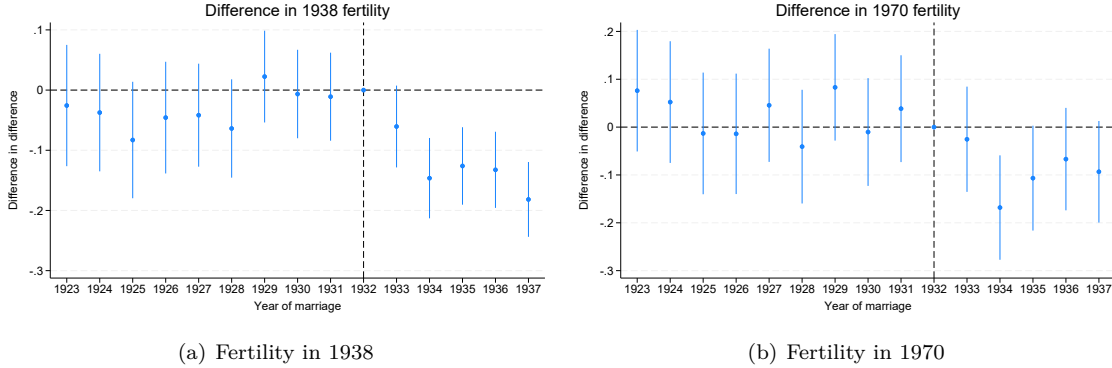 Difference in 1938 fertility
Difference in difference
.1
0
-.1
-.2
-.3
1923 1924 1925 1926 1927 1928 1929 1930 1931 1932 1933 1934 1935 1936 1937
Year of marriage
(a) Fertility in 1938
Difference in 1970 fertility
Difference in difference
.2
.1
0
-.1
-.2
-.3
1923 1924 1925 1926 1927 1928 1929 1930 1931 1932 1933 1934 1935 1936 1937
Year of marriage
(b) Fertility in 1970